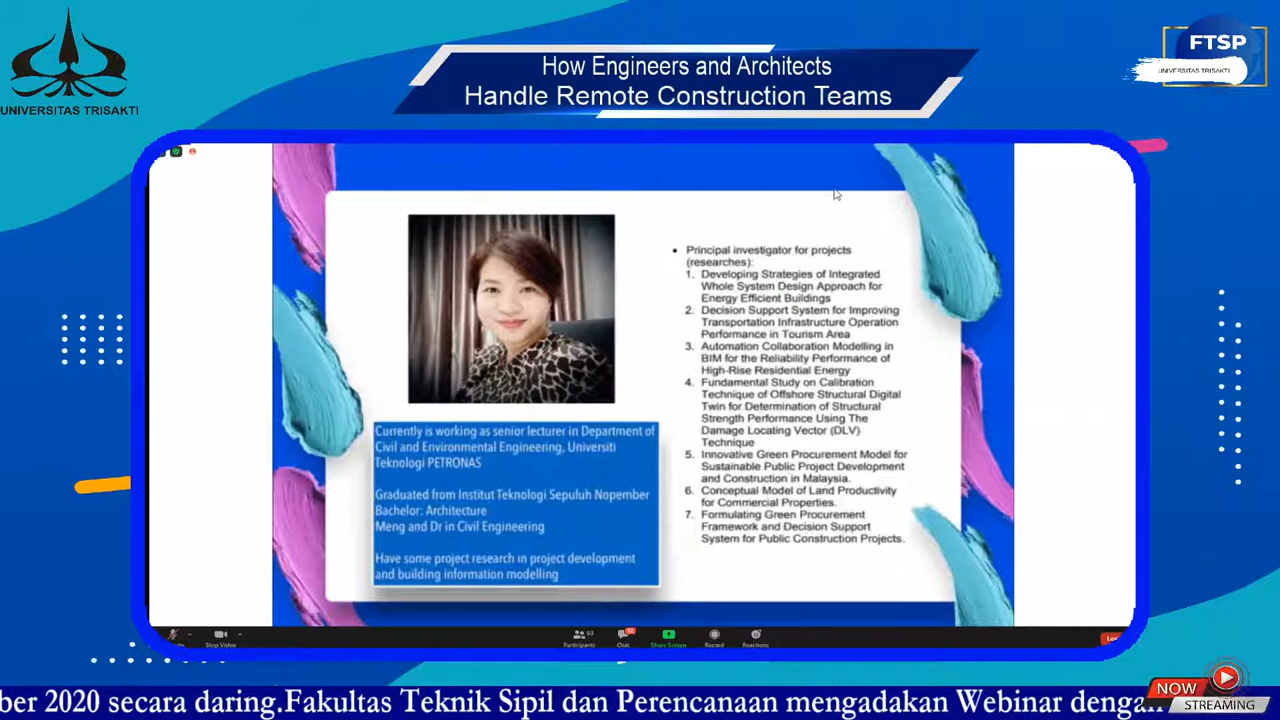 UNIVERSITAS TRISAKTI
How Engineers and Architects
Handle Remote Construction Teams
FTSP
UNIVERSITAS TRISAKTI
Currently is working as senior lecturer in Department of
Civil and Environmental Engineering, Universiti
Teknologi PETRONAS
Graduated from Institut Teknologi Sepuluh Nopember
Bachelor: Architecture
Meng and Dr in Civil Engineering
Have some project research in project development
and building information modelling
• Principal investigator for projects
(researches):
1. Developing Strategies of Integrated
Whole System Design Approach for
Energy Efficient Buildings
2. Decision Support System for Improving
Transportation Infrastructure Operation
Performance in Tourism Area
3. Automation Collaboration Modelling in
BIM for the Reliability Performance of
High-Rise Residential Energy
4. Fundamental Study on Calibration
Technique of Offshore Structural Digital
Twin for Determination of Structural
Strength Performance Using The
Damage Locating Vector (DLV)
Technique
5. Innovative Green Procurement Model for
Sustainable Public Project Development
and Construction in Malaysia.
6. Conceptual Model of Land Productivity
for Commercial Properties.
7. Formulating Green Procurement
Framework and Decision Support
System for Public Construction Projects.
Stop Video
93
Participants
Chat
Share Screen
Record
Reactions
ber 2020 secara daring.Fakultas Teknik Sipil dan Perencanaan mengadakan Webinar dengan
NOW
STREAMING